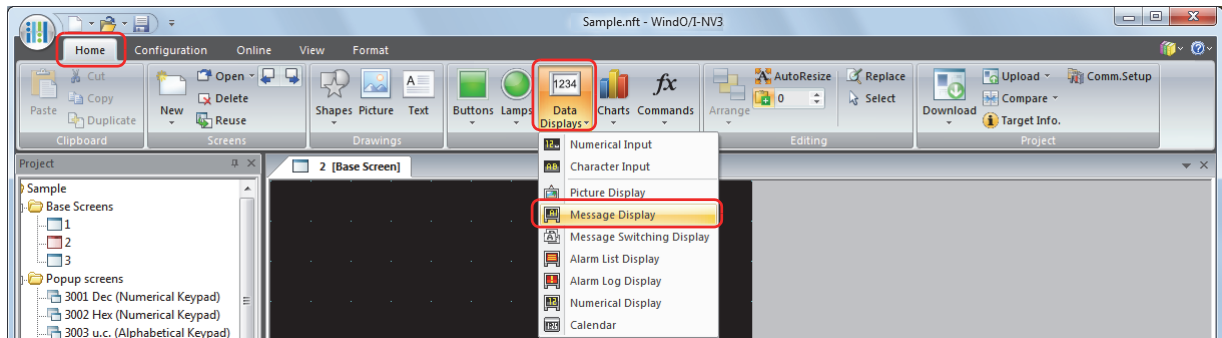 Sample.nft - WindO/I-NV3
Home Configuration Online View Format
Paste Cut Copy Duplicate
Clipboard
New Open Delete Reuse
Screens
Shapes Picture Text
Drawings
Buttons Lamps 1234 Data Displays Charts fx Commands
Arrange AutoResize 0 Replace Select
Editing
Download Upload Compare Target Info. Comm.Setup
Project
Project
2 [Base Screen]
Sample
Base Screens
1
2
3
Popup screens
3001 Dec (Numerical Keypad)
3002 Hex (Numerical Keypad)
3003 u.c. (Alphabetical Keypad)
Numerical Input
Character Input
Picture Display
Message Display
Message Switching Display
Alarm List Display
Alarm Log Display
Numerical Display
Calendar